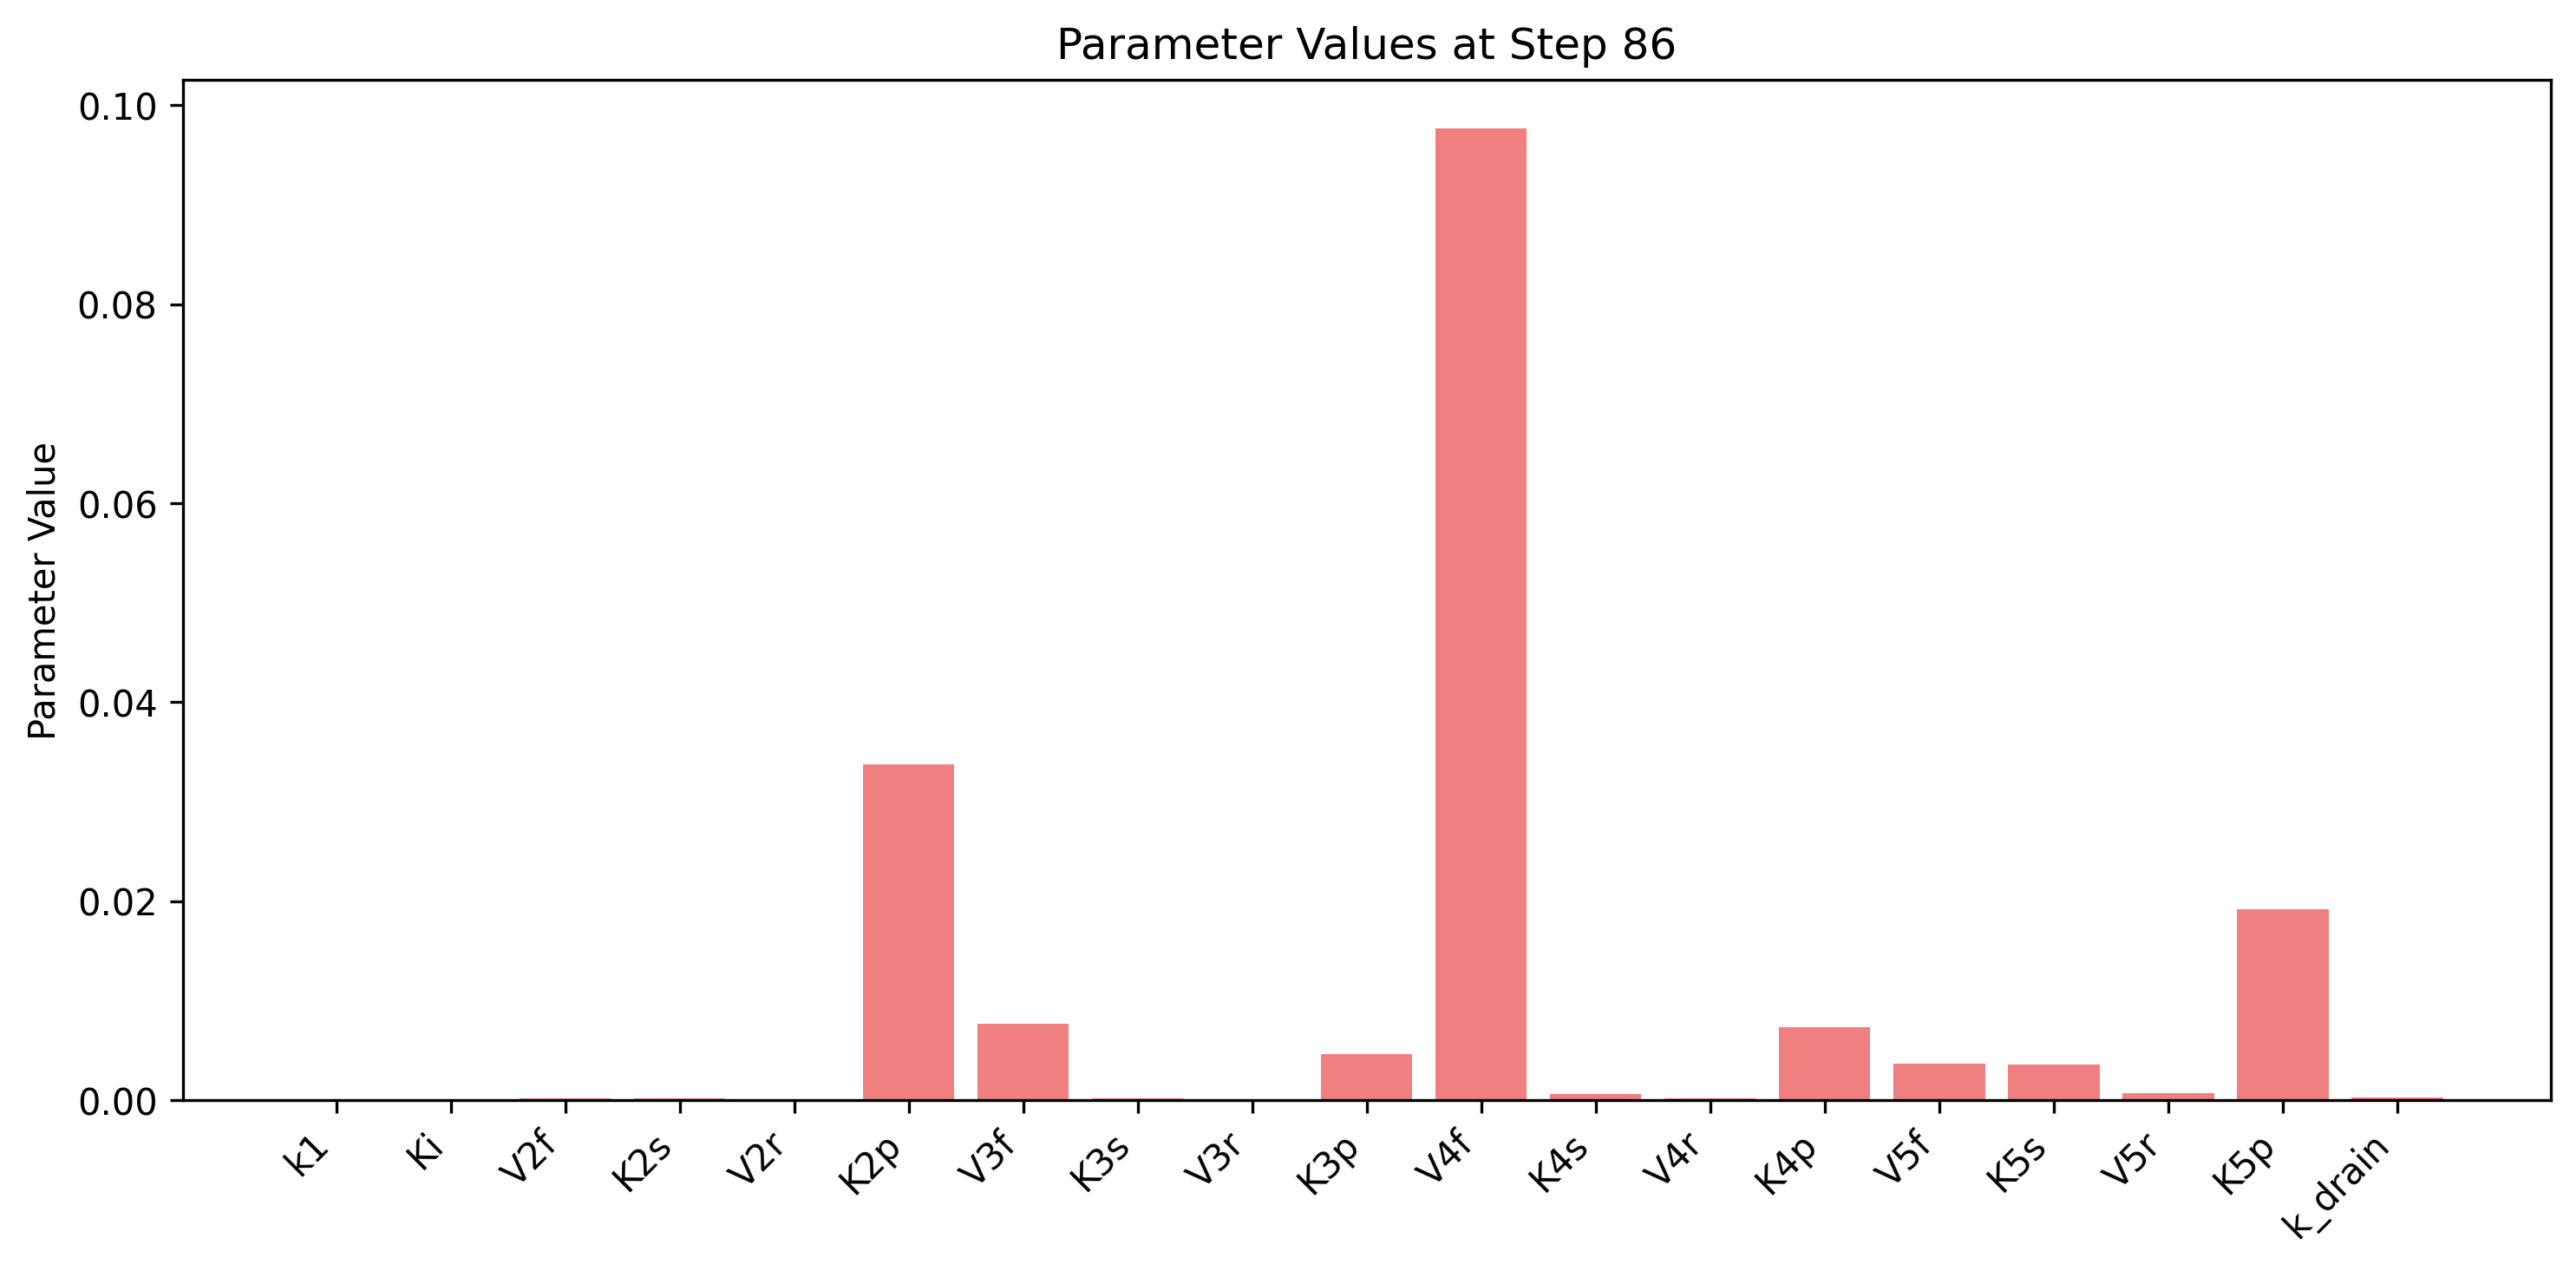 Parameter Values at Step 86
Parameter Value
0.10
0.08
0.06
0.04
0.02
0.00
k1
Ki
V2f
K2s
V2r
K2p
V3f
K3s
V3r
K3p
V4f
K4s
V4r
K4p
V5f
K5s
V5r
K5p
k_drain